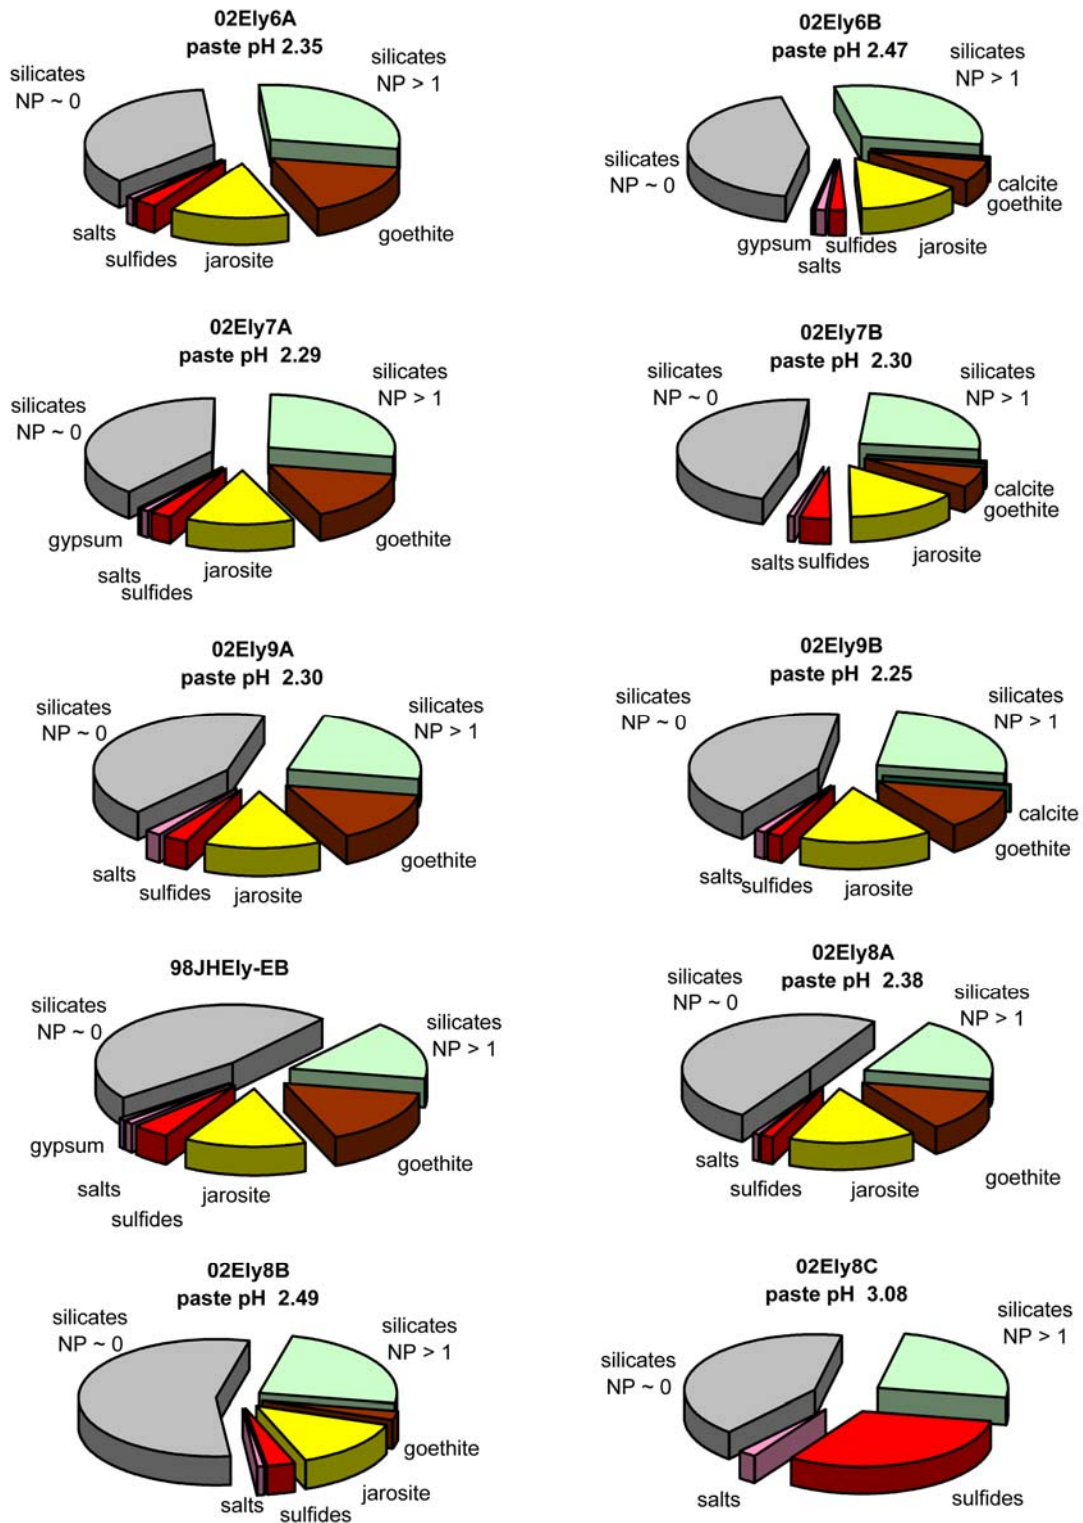 02Ely6A
paste pH 2.35
silicates
NP ~ 0
silicates
NP > 1
salts
sulfides
jarosite
goethite
02Ely6B
paste pH 2.47
silicates
NP > 1
silicates
NP ~ 0
calcite
goethite
gypsum
sulfides
jarosite
salts
02Ely7A
paste pH 2.29
silicates
NP ~ 0
silicates
NP > 1
gypsum
salts
sulfides
jarosite
goethite
02Ely7B
paste pH 2.30
silicates
NP ~ 0
silicates
NP > 1
calcite
goethite
salts
sulfides
jarosite
02Ely9A
paste pH 2.30
silicates
NP ~ 0
silicates
NP > 1
salts
sulfides
jarosite
goethite
02Ely9B
paste pH 2.25
silicates
NP ~ 0
silicates
NP > 1
calcite
goethite
salts
sulfides
jarosite
98JHEly-EB
silicates
NP ~ 0
silicates
NP > 1
gypsum
salts
sulfides
jarosite
goethite
02Ely8A
paste pH 2.38
silicates
NP ~ 0
silicates
NP > 1
salts
sulfides
jarosite
goethite
02Ely8B
paste pH 2.49
silicates
NP ~ 0
silicates
NP > 1
goethite
salts
sulfides
jarosite
02Ely8C
paste pH 3.08
silicates
NP ~ 0
silicates
NP > 1
salts
sulfides